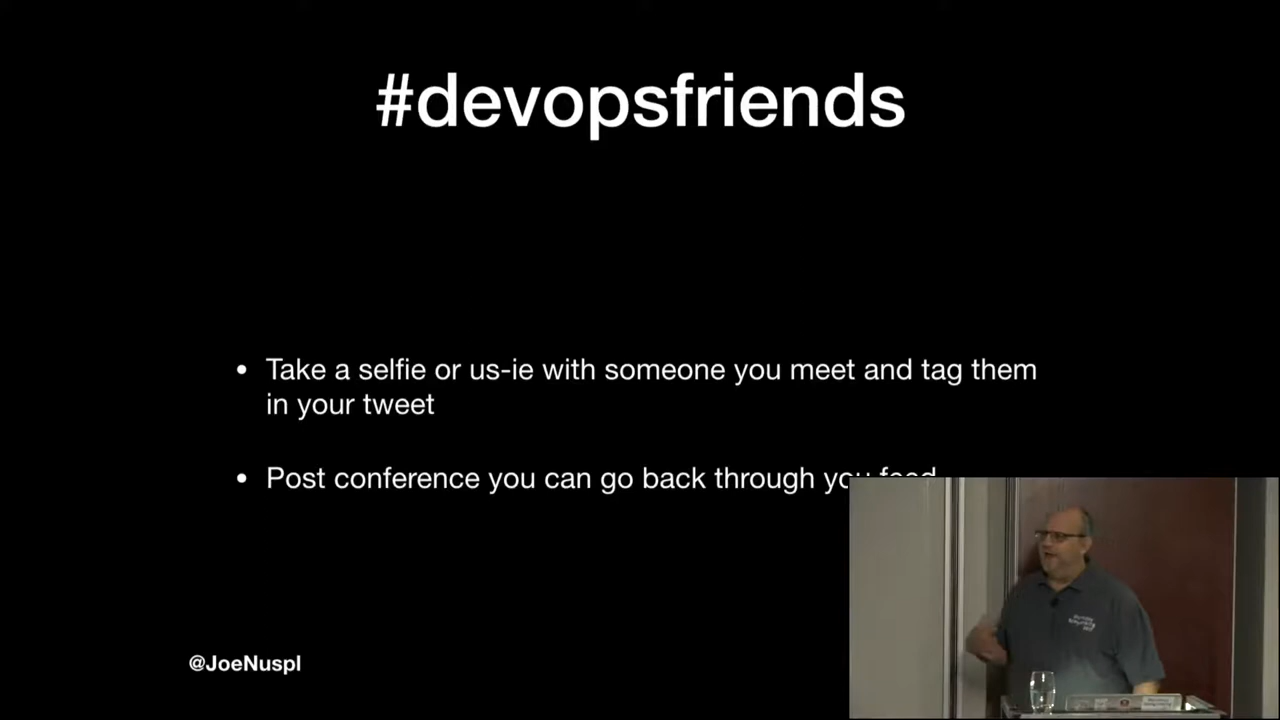 #devopsfriends
• Take a selfie or us-ie with someone you meet and tag them
in your tweet
• Post conference you can go back through you feed
@JoeNuspl